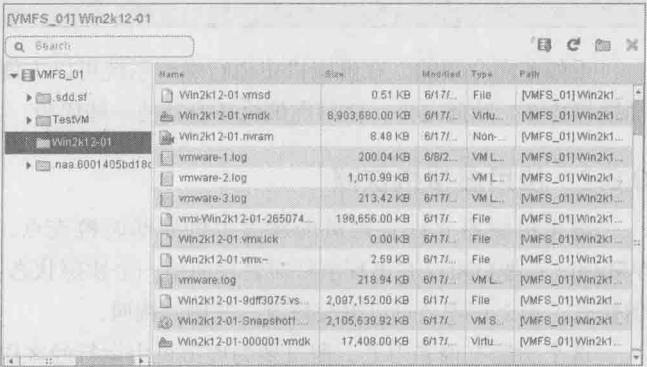 [VMFS_01] Win2k12-01
Search
VMFS_01
.sdd.sf
TestVM
Win2k12-01
naa.6001405bd18c
Name Size Modified Type Path
Win2k12-01.vmsd 0.51 KB 6/17/... File [VMFS_01] Win2k1...
Win2k12-01.vmdk 8,903,680.00 KB 6/17/... Virtu... [VMFS_01] Win2k1...
Win2k12-01.nvram 8.48 KB 6/17/... Non-... [VMFS_01] Win2k1...
vmware-1.log 200.04 KB 6/8/2... VM L... [VMFS_01] Win2k1...
vmware-2.log 1,010.99 KB 6/17/... VM L... [VMFS_01] Win2k1...
vmware-3.log 213.42 KB 6/17/... VM L... [VMFS_01] Win2k1...
vmx-Win2k12-01-265074... 198,656.00 KB 6/17/... File [VMFS_01] Win2k1...
Win2k12-01.vmx.lck 0.00 KB 6/17/... File [VMFS_01] Win2k1...
Win2k12-01.vmx~ 2.59 KB 6/17/... File [VMFS_01] Win2k1...
vmware.log 218.94 KB 6/17/... VM L... [VMFS_01] Win2k1...
Win2k12-01-9dff3075.vs... 2,097,152.00 KB 6/17/... File [VMFS_01] Win2k1...
Win2k12-01-Snapshot1.... 2,105,639.92 KB 6/17/... VM S... [VMFS_01] Win2k1...
Win2k12-01-000001.vmdk 17,408.00 KB 6/17/... Virtu... [VMFS_01] Win2k1...